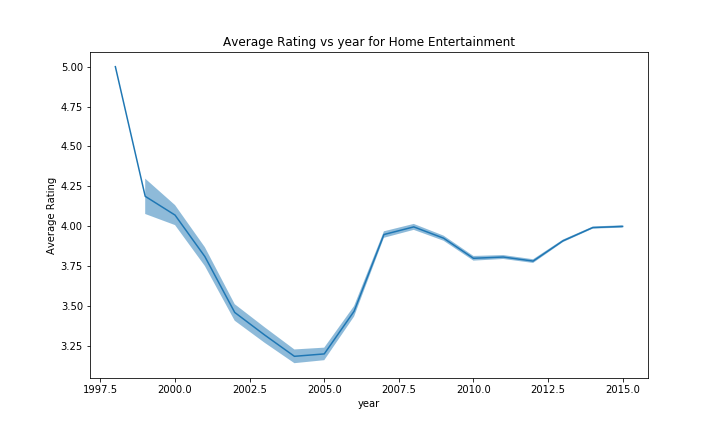 Average Rating vs year for Home Entertainment
5.00
4.75
4.50
4.25
4.00
3.75
3.50
3.25
Average Rating
1997.5 2000.0 2002.5 2005.0 2007.5 2010.0 2012.5 2015.0
year